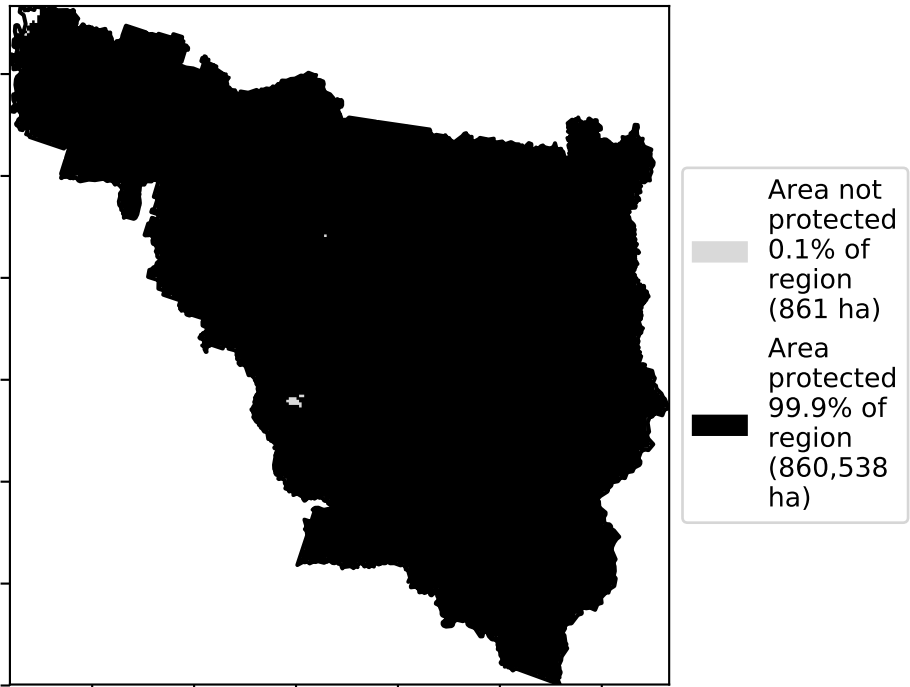 Area not
protected
0.1% of
region
(861 ha)
Area
protected
99.9% of
region
(860,538
ha)